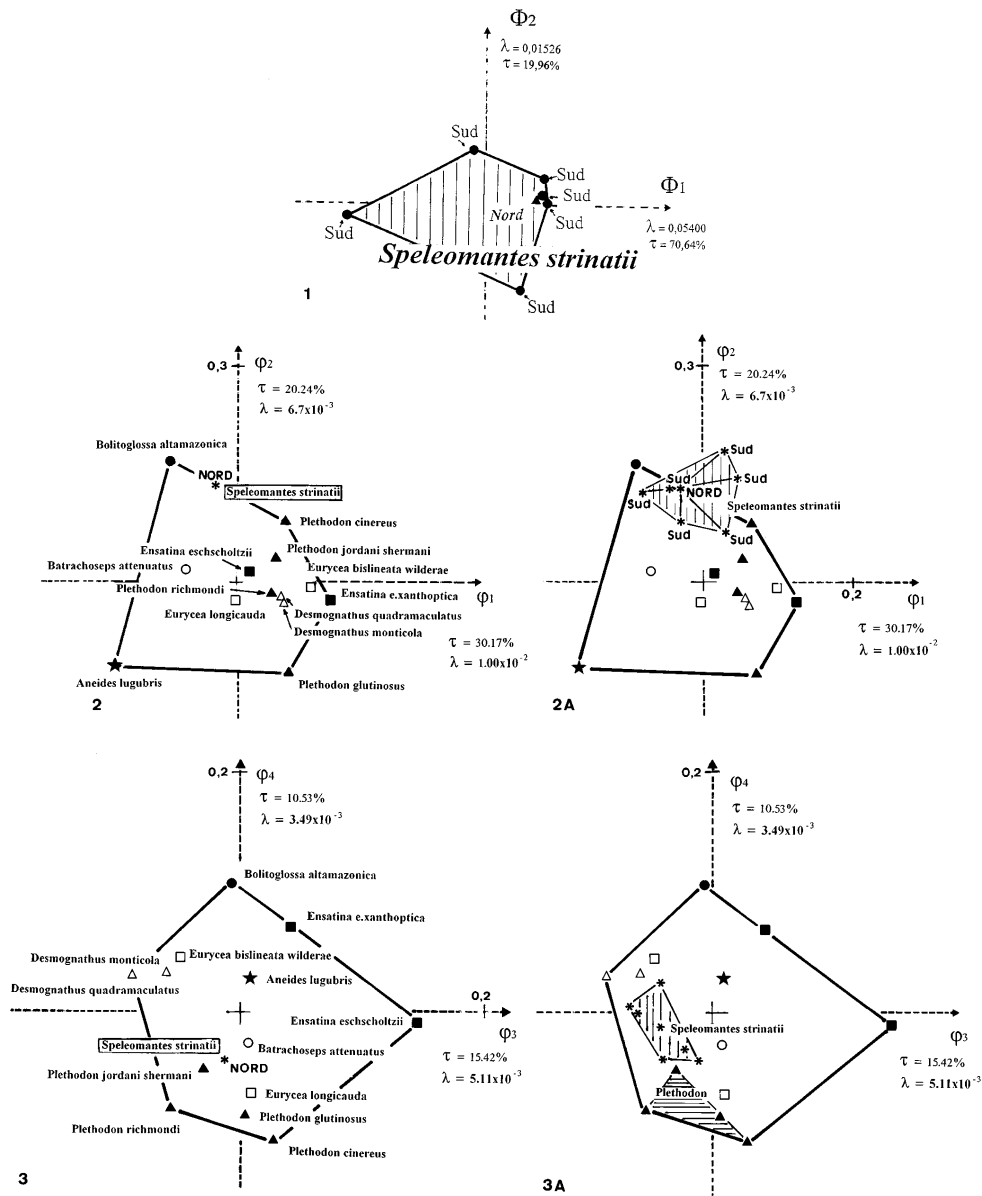 Φ2
λ = 0,01526
τ = 19,96%
Sud
Sud
Sud
Φ1
Nord
Sud
Sud
λ = 0,05400
τ = 70,64%
Speleomantes strinatii
1
Sud
0,3
φ2
τ = 20.24%
λ = 6.7x10⁻³
Bolitoglossa altamazonica
NORD
Speleomantes strinatii
Plethodon cinereus
Ensatina eschscholtzii
Plethodon jordani shermani
Batrachoseps attenuatus
Eurycea bislineata wilderae
Plethodon richmondi
Ensatina e.xanthoptica
φ1
Eurycea longicauda
Desmognathus quadramaculatus
Desmognathus monticola
τ = 30.17%
λ = 1.00x10⁻²
Aneides lugubris
Plethodon glutinosus
2
0,3
φ2
τ = 20.24%
λ = 6.7x10⁻³
Sud
Sud
Sud
NORD
Sud
Speleomantes strinatii
Sud
Sud
0,2
φ1
τ = 30.17%
λ = 1.00x10⁻²
2A
0,2
φ4
τ = 10.53%
λ = 3.49x10⁻³
Bolitoglossa altamazonica
Ensatina e.xanthoptica
Desmognathus monticola
Eurycea bislineata wilderae
Aneides lugubris
Desmognathus quadramaculatus
0,2
Ensatina eschscholtzii
φ3
Speleomantes strinatii
Batrachoseps attenuatus
τ = 15.42%
NORD
Plethodon jordani shermani
λ = 5.11x10⁻³
Eurycea longicauda
Plethodon glutinosus
Plethodon richmondi
Plethodon cinereus
3
0,2
φ4
τ = 10.53%
λ = 3.49x10⁻³
Speleomantes strinatii
φ3
τ = 15.42%
λ = 5.11x10⁻³
Plethodon
3A